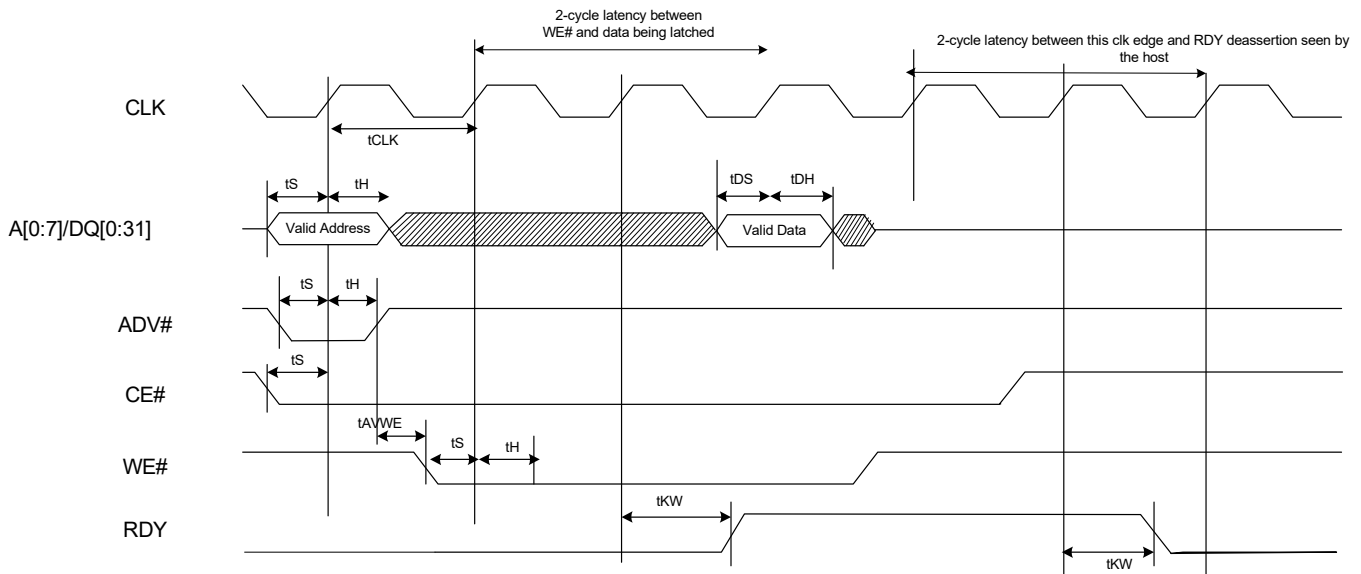 2-cycle latency between
WE# and data being latched
2-cycle latency between this clk edge and RDY deassertion seen by
the host
CLK
tCLK
tS
tH
tDS
tDH
A[0:7]/DQ[0:31]
Valid Address
Valid Data
tS
tH
ADV#
tS
CE#
tAVWE
tS
tH
WE#
tKW
RDY
tKW